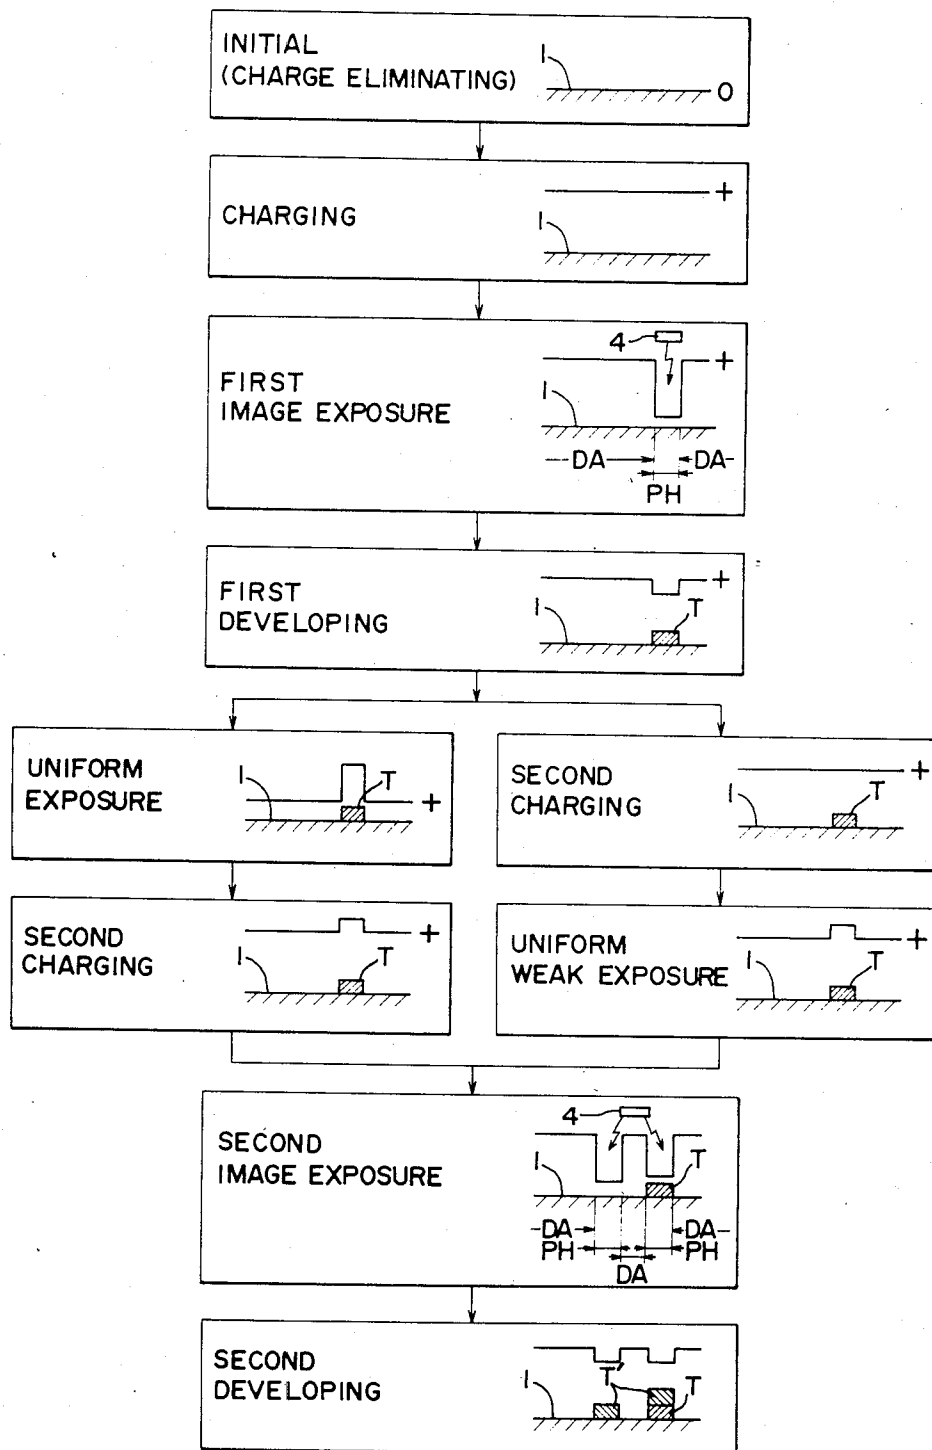 INITIAL
(CHARGE ELIMINATING)
1
0
CHARGING
+
1
FIRST
IMAGE EXPOSURE
4
+
1
DA
DA
PH
FIRST
DEVELOPING
+
1
T
UNIFORM
EXPOSURE
1
T
+
SECOND
CHARGING
+
1
T
SECOND
CHARGING
+
1
T
UNIFORM
WEAK EXPOSURE
+
1
T
SECOND
IMAGE EXPOSURE
4
1
T
DA
DA
PH
PH
DA
SECOND
DEVELOPING
T'
1
T